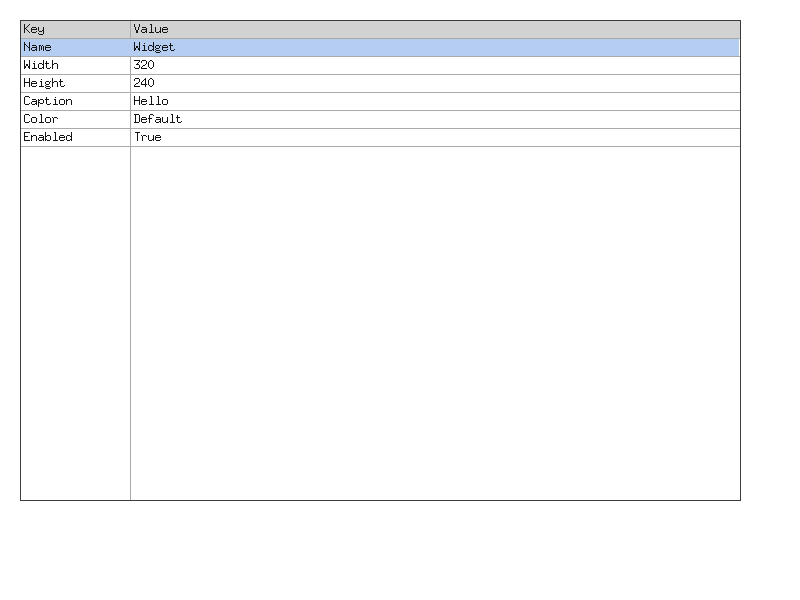 Key Value
Name Widget
Width 320
Height 240
Caption Hello
Color Default
Enabled True